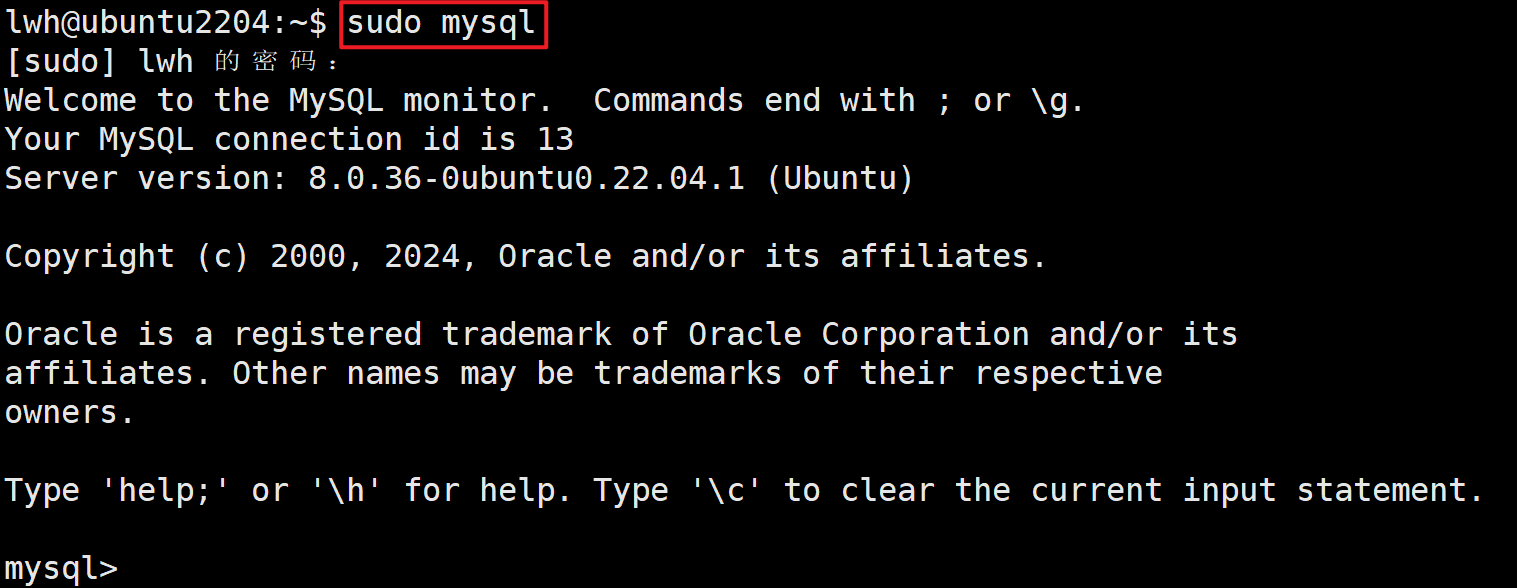 lwh@ubuntu2204:~$ sudo mysql
[sudo] lwh 的密码：
Welcome to the MySQL monitor.  Commands end with ; or \g.
Your MySQL connection id is 13
Server version: 8.0.36-0ubuntu0.22.04.1 (Ubuntu)
Copyright (c) 2000, 2024, Oracle and/or its affiliates.
Oracle is a registered trademark of Oracle Corporation and/or its
affiliates. Other names may be trademarks of their respective
owners.
Type 'help;' or '\h' for help. Type '\c' to clear the current input statement.
mysql>